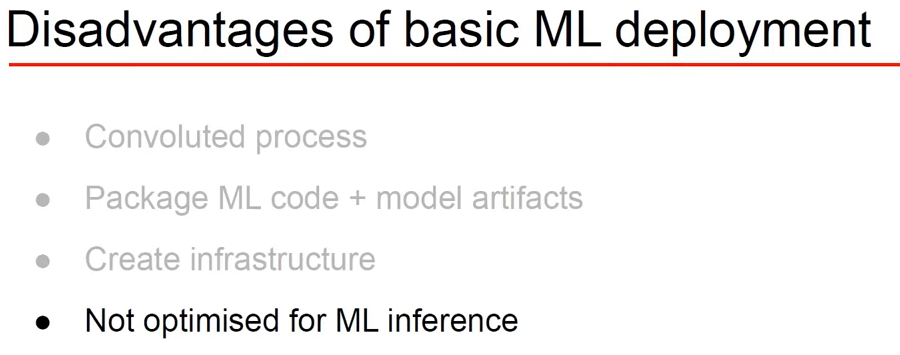 Disadvantages of basic ML deployment
● Convoluted process
● Package ML code + model artifacts
● Create infrastructure
● Not optimised for ML inference